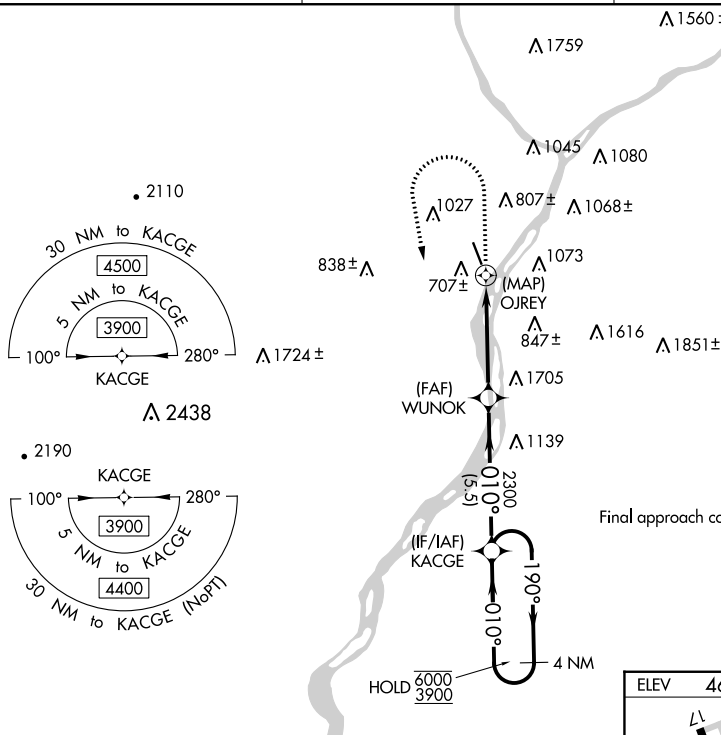 1560
1759
1045
1080
2110
1027
807±
1068±
30 NM to KACGE
4500
5 NM to KACGE
3900
100°
280°
KACGE
838±
707±
(MAP)
OJREY
1073
847±
1616
1851±
1724±
(FAF)
WUNOK
1705
2438
1139
2190
KACGE
100°
280°
3900
5 NM to KACGE
4400
30 NM to KACGE (NoPT)
010°
2300
(5.5)
Final approach
(IF/IAF)
KACGE
190°
010°
4 NM
HOLD 6000
3900
ELEV
17